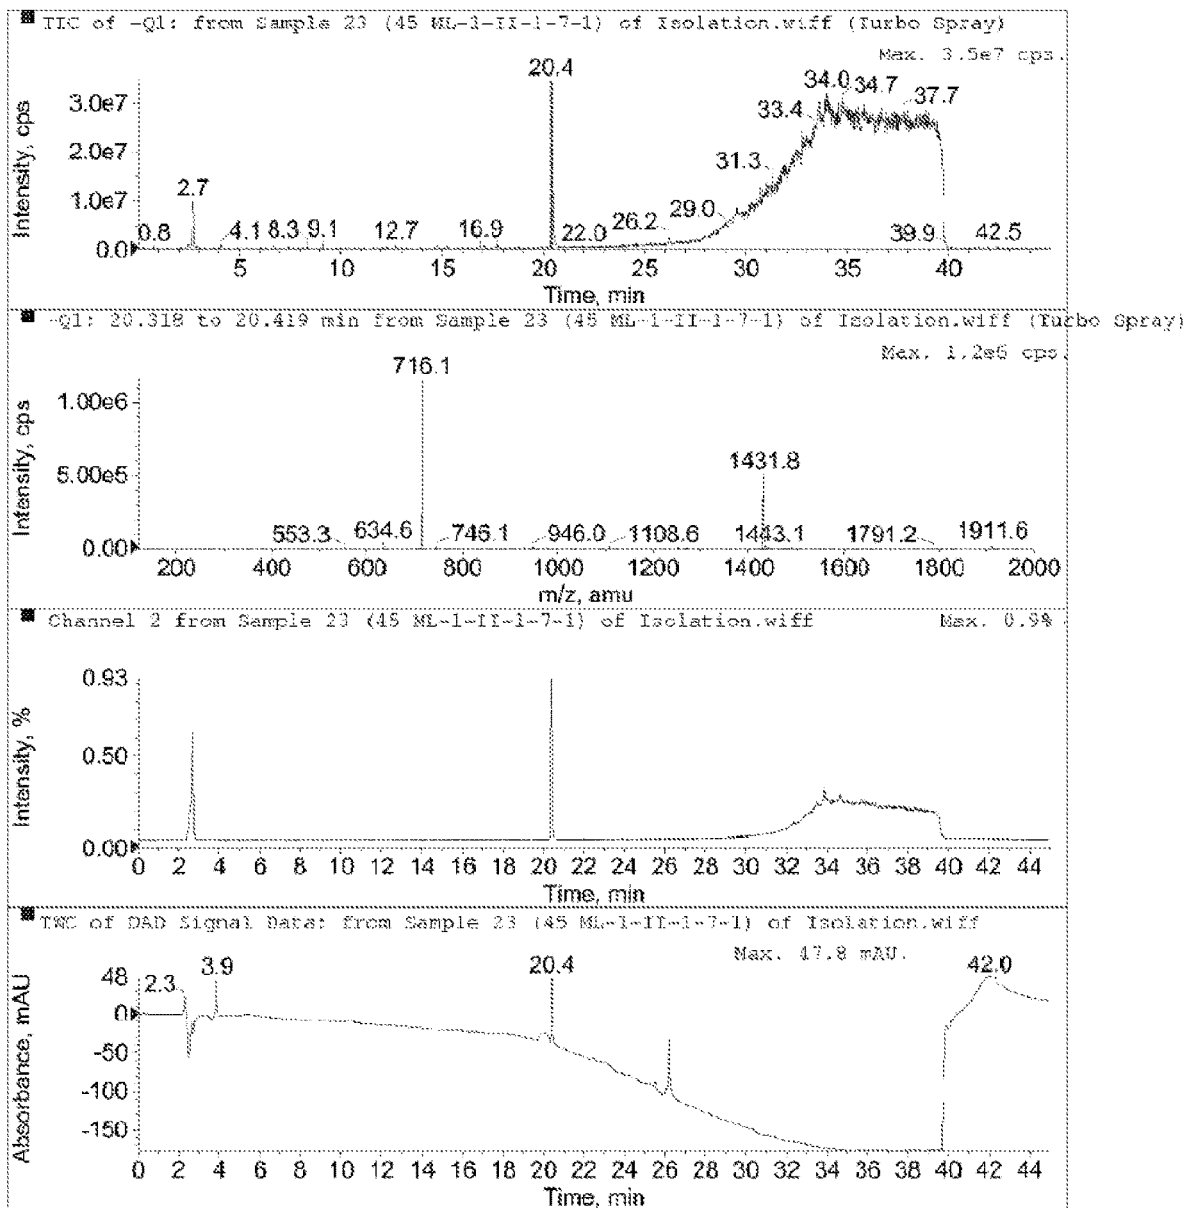 TIC of -Q1: from Sample 23 (45 ML-1-II-1-7-1) of Isolation.wiff (Turbo Spray)
Max. 3.5e7 cps.
Intensity, cps
3.0e7
2.0e7
1.0e7
0.0
0.8
2.7
4.1
8.3
9.1
12.7
16.9
20.4
22.0
26.2
29.0
31.3
33.4
34.0
34.7
37.7
39.9
42.5
5 10 15 20 25 30 35 40
Time, min
-Q1: 20.318 to 20.419 min from Sample 23 (45 ML-1-II-1-7-1) of Isolation.wiff (Turbo Spray)
Max. 1.2e6 cps.
Intensity, cps
1.00e6
5.00e5
0.00
553.3
634.6
716.1
746.1
946.0
1108.6
1431.8
1443.1
1791.2
1911.6
200 400 600 800 1000 1200 1400 1600 1800 2000
m/z, amu
Channel 2 from Sample 23 (45 ML-1-II-1-7-1) of Isolation.wiff
Max. 0.9%
Intensity, %
0.93
0.50
0.00
0 2 4 6 8 10 12 14 16 18 20 22 24 26 28 30 32 34 36 38 40 42 44
Time, min
TWC of DAD Signal Data: from Sample 23 (45 ML-1-II-1-7-1) of Isolation.wiff
Max. 47.8 mAU.
Absorbance, mAU
48
0
-50
-100
-150
2.3
3.9
20.4
42.0
0 2 4 6 8 10 12 14 16 18 20 22 24 26 28 30 32 34 36 38 40 42 44
Time, min